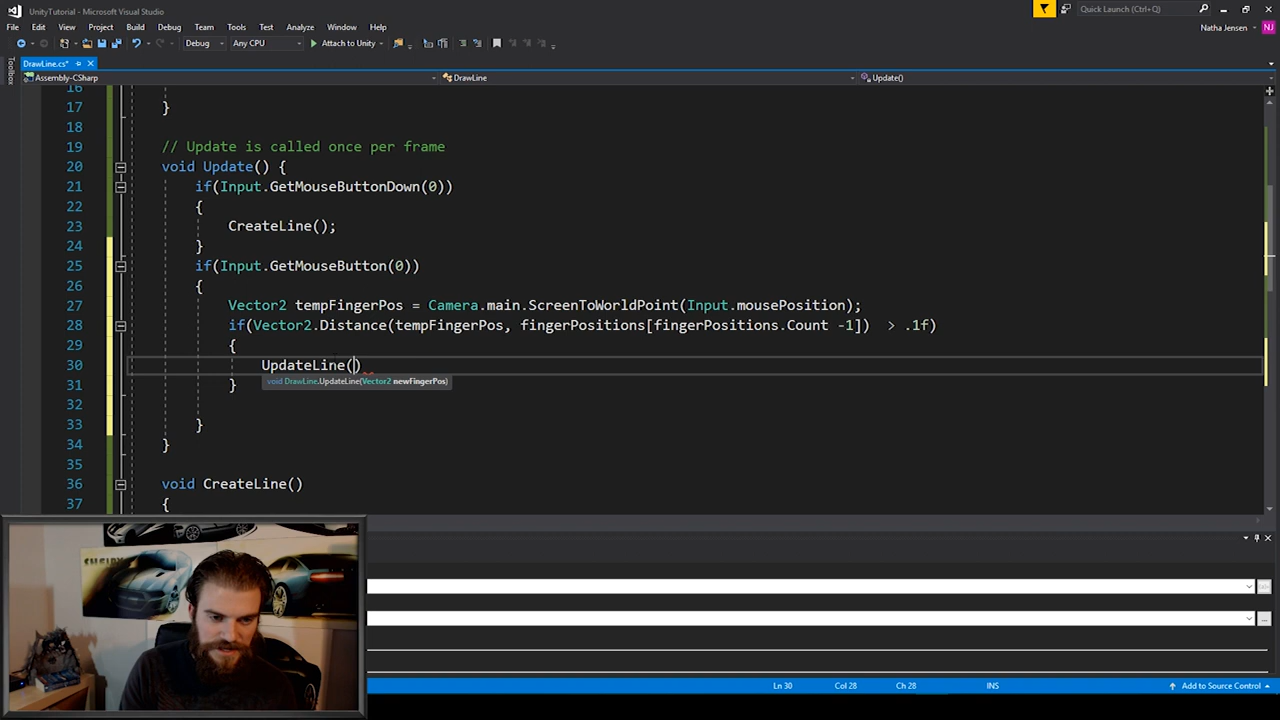 UnityTutorial - Microsoft Visual Studio
Quick Launch (Ctrl+Q)
File Edit View Project Build Debug Team Tools Test Analyze Window Help
Natha Jensen
NJ
Debug Any CPU Attach to Unity
Toolbox
DrawLine.cs*
Assembly-CSharp DrawLine Update()
16
17 }
18
19 // Update is called once per frame
20 void Update() {
21 if(Input.GetMouseButtonDown(0))
22 {
23 CreateLine();
24 }
25 if(Input.GetMouseButton(0))
26 {
27 Vector2 tempFingerPos = Camera.main.ScreenToWorldPoint(Input.mousePosition);
28 if(Vector2.Distance(tempFingerPos, fingerPositions[fingerPositions.Count -1]) > .1f)
29 {
30 UpdateLine()
void DrawLine.UpdateLine(Vector2 newFingerPos)
31 }
32
33 }
34 }
35
36 void CreateLine()
37 {
Ln 30 Col 28 Ch 28 INS Add to Source Control